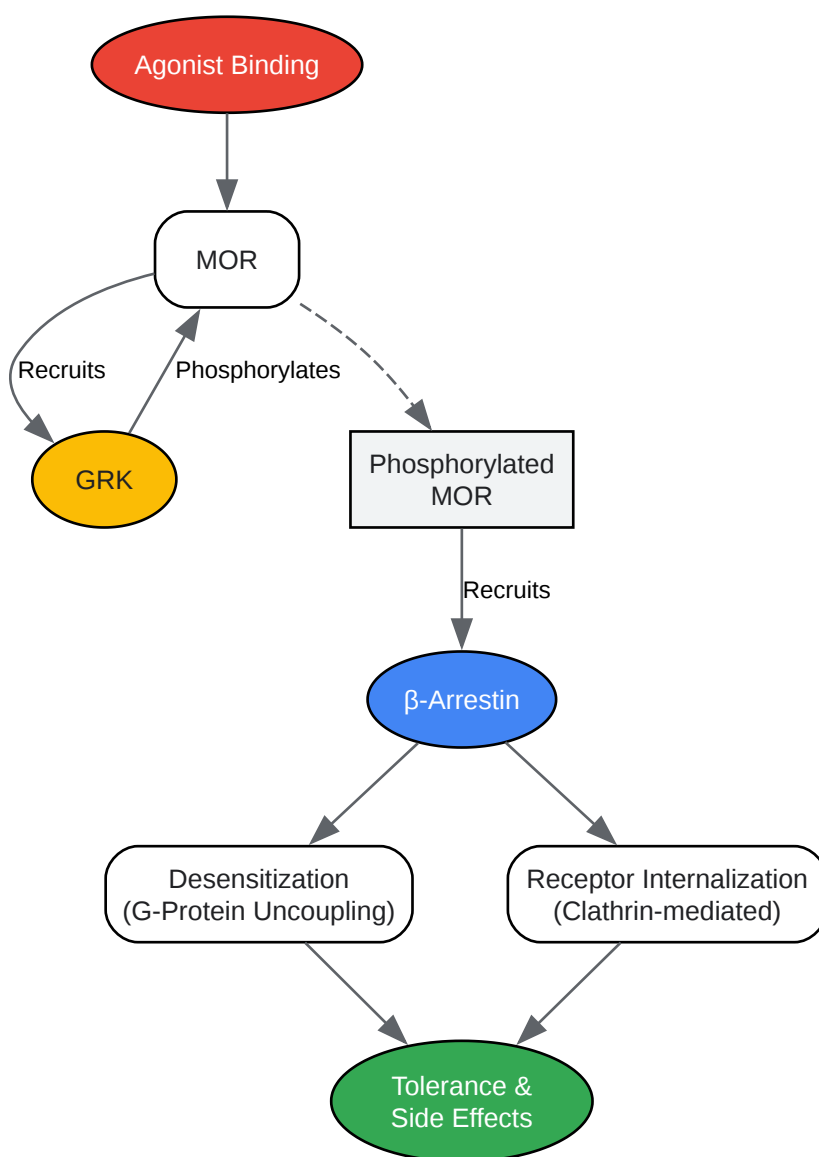 Agonist Binding
MOR
Recruits
Phosphorylates
GRK
Phosphorylated
MOR
Recruits
β-Arrestin
Desensitization
(G-Protein Uncoupling)
Receptor Internalization
(Clathrin-mediated)
Tolerance &
Side Effects